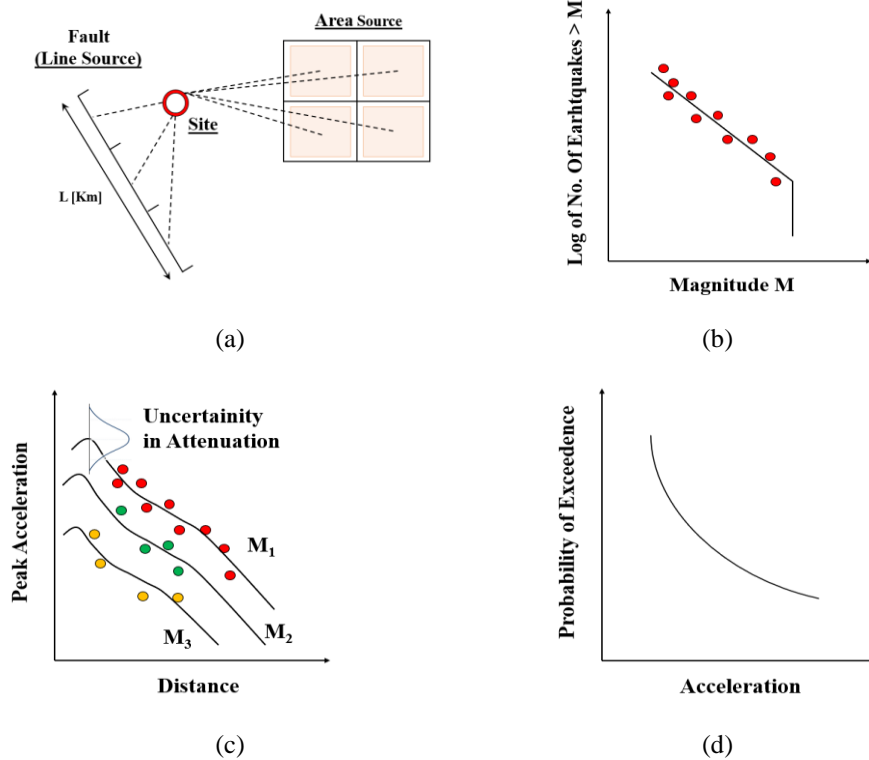 Fault
(Line Source)
Area Source
Site
L [Km]
(a)
Log of No. Of Earhtquakes > M
Magnitude M
(b)
Uncertainity
in Attenuation
Peak Acceleration
M1
M2
M3
Distance
(c)
Probability of Exceedence
Acceleration
(d)